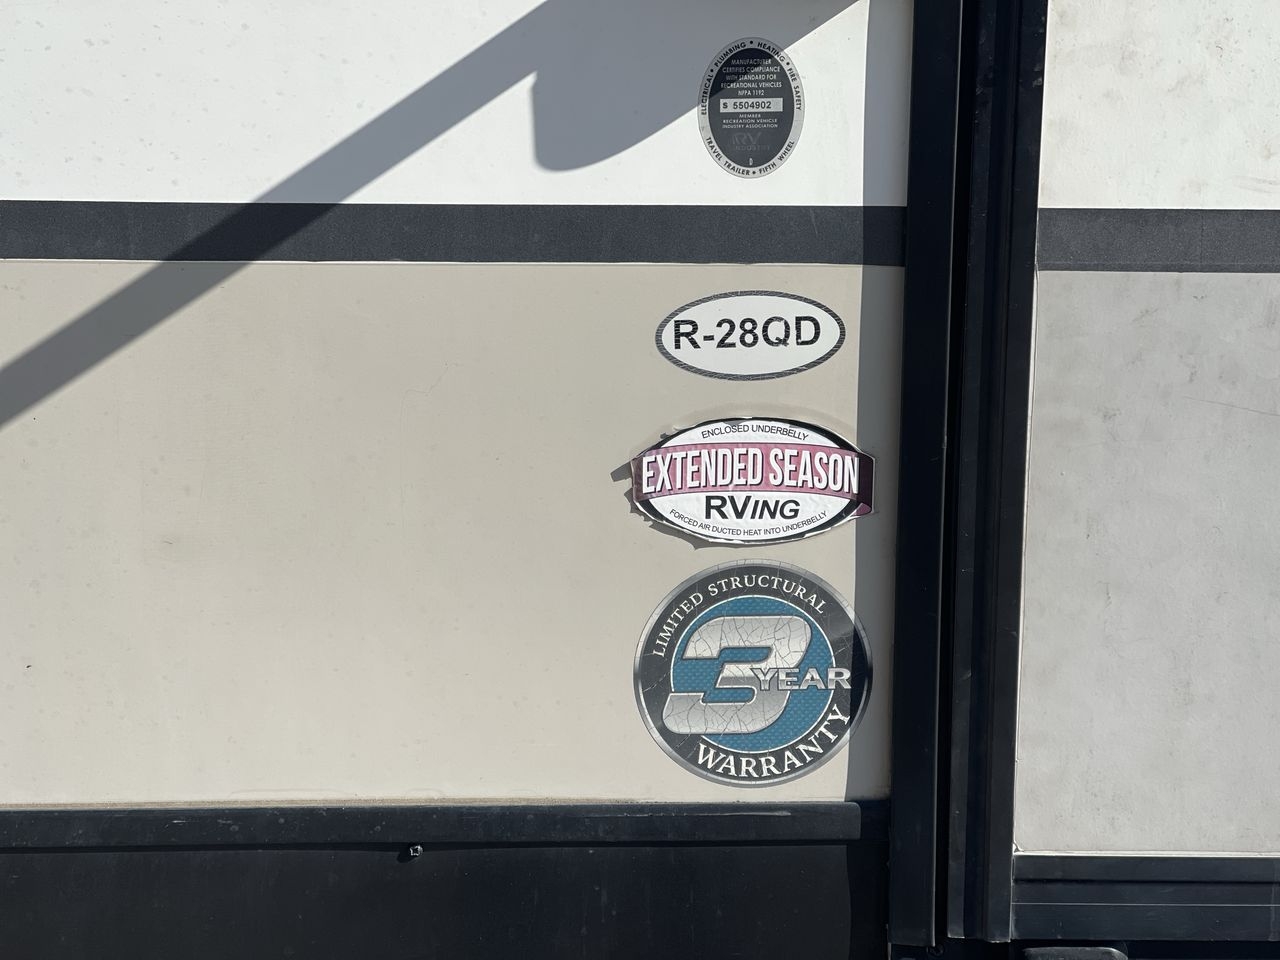 ELECTRICAL • PLUMBING • HEATING • FIRE SAFETY
MANUFACTURER
CERTIFIES COMPLIANCE
WITH STANDARD FOR
RECREATIONAL VEHICLES
NFPA 1192
S 5504902
MEMBER
RECREATION VEHICLE
INDUSTRY ASSOCIATION
RV
INDUSTRY
D
TRAVEL TRAILER • FIFTH WHEEL
R-28QD
ENCLOSED UNDERBELLY
EXTENDED SEASON
RVING
FORCED AIR DUCTED HEAT INTO UNDERBELLY
LIMITED STRUCTURAL
3 YEAR
WARRANTY